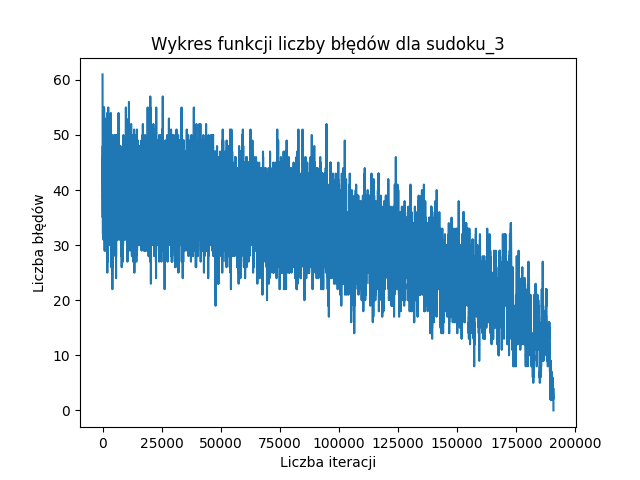 Wykres funkcji liczby błędów dla sudoku_3
60
50
40
30
20
10
0
Liczba błędów
0 25000 50000 75000 100000 125000 150000 175000 200000
Liczba iteracji